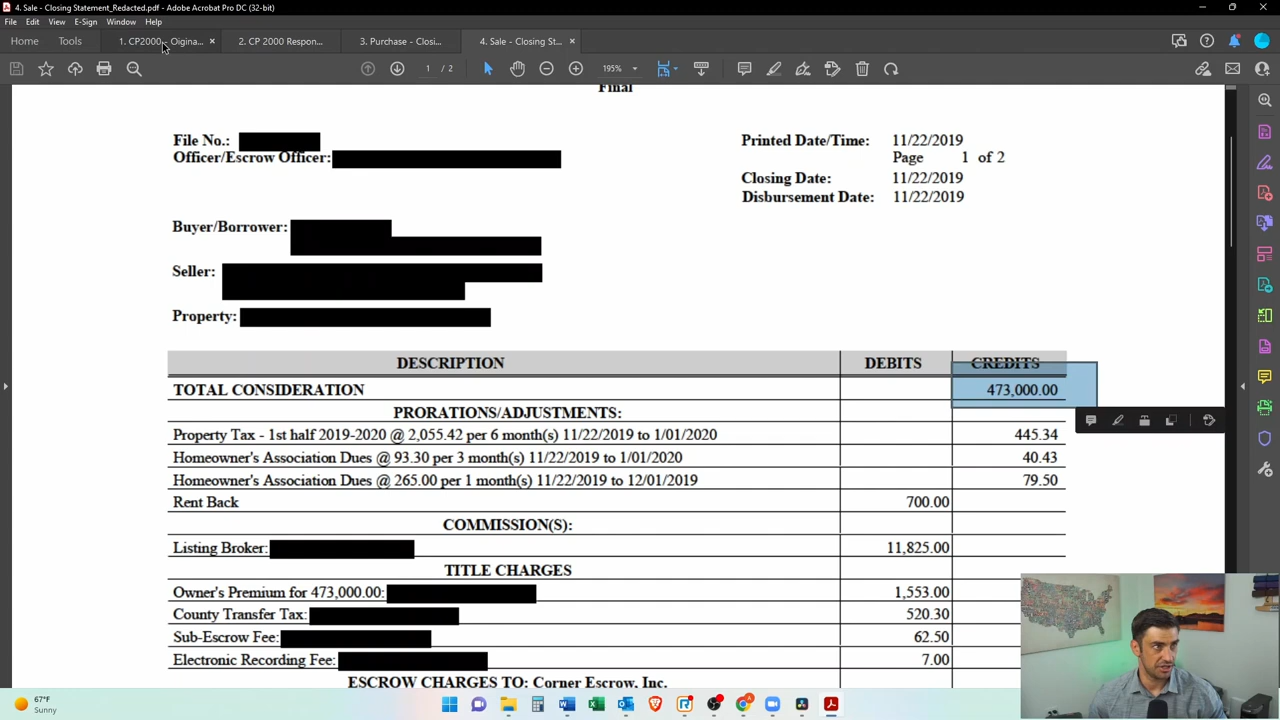 4. Sale - Closing Statement_Redacted.pdf - Adobe Acrobat Pro DC (32-bit)
File Edit View E-Sign Window Help
Home Tools 1. CP2000 - Oigina... × 2. CP 2000 Respon... 3. Purchase - Closi... 4. Sale - Closing St... ×
1 / 2 195%
Final
File No.: Printed Date/Time: 11/22/2019
Officer/Escrow Officer: Page 1 of 2
Closing Date: 11/22/2019
Disbursement Date: 11/22/2019
Buyer/Borrower:
Seller:
Property:
DESCRIPTION DEBITS CREDITS
TOTAL CONSIDERATION 473,000.00
PRORATIONS/ADJUSTMENTS:
Property Tax - 1st half 2019-2020 @ 2,055.42 per 6 month(s) 11/22/2019 to 1/01/2020 445.34
Homeowner's Association Dues @ 93.30 per 3 month(s) 11/22/2019 to 1/01/2020 40.43
Homeowner's Association Dues @ 265.00 per 1 month(s) 11/22/2019 to 12/01/2019 79.50
Rent Back 700.00
COMMISSION(S):
Listing Broker: 11,825.00
TITLE CHARGES
Owner's Premium for 473,000.00: 1,553.00
County Transfer Tax: 520.30
Sub-Escrow Fee: 62.50
Electronic Recording Fee: 7.00
ESCROW CHARGES TO: Corner Escrow, Inc.
67°F
Sunny